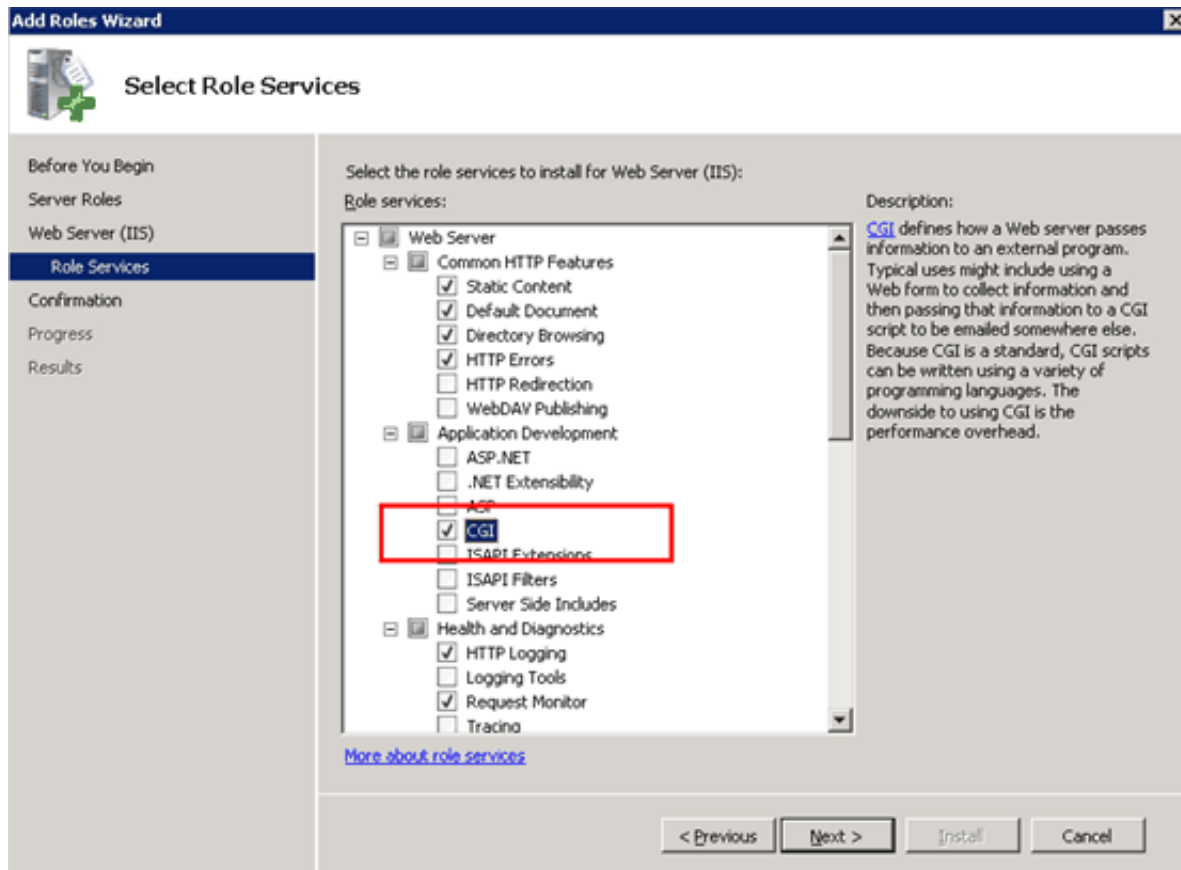 Add Roles Wizard
Select Role Services
Before You Begin
Server Roles
Web Server (IIS)
Role Services
Confirmation
Progress
Results
Select the role services to install for Web Server (IIS):
Role services:
Web Server
Common HTTP Features
Static Content
Default Document
Directory Browsing
HTTP Errors
HTTP Redirection
WebDAV Publishing
Application Development
ASP.NET
.NET Extensibility
ASP
CGI
ISAPI Extensions
ISAPI Filters
Server Side Includes
Health and Diagnostics
HTTP Logging
Logging Tools
Request Monitor
Tracing
More about role services
Description:
CGI defines how a Web server passes
information to an external program.
Typical uses might include using a
Web form to collect information and
then passing that information to a CGI
script to be emailed somewhere else.
Because CGI is a standard, CGI scripts
can be written using a variety of
programming languages. The
downside to using CGI is the
performance overhead.
< Previous
Next >
Install
Cancel